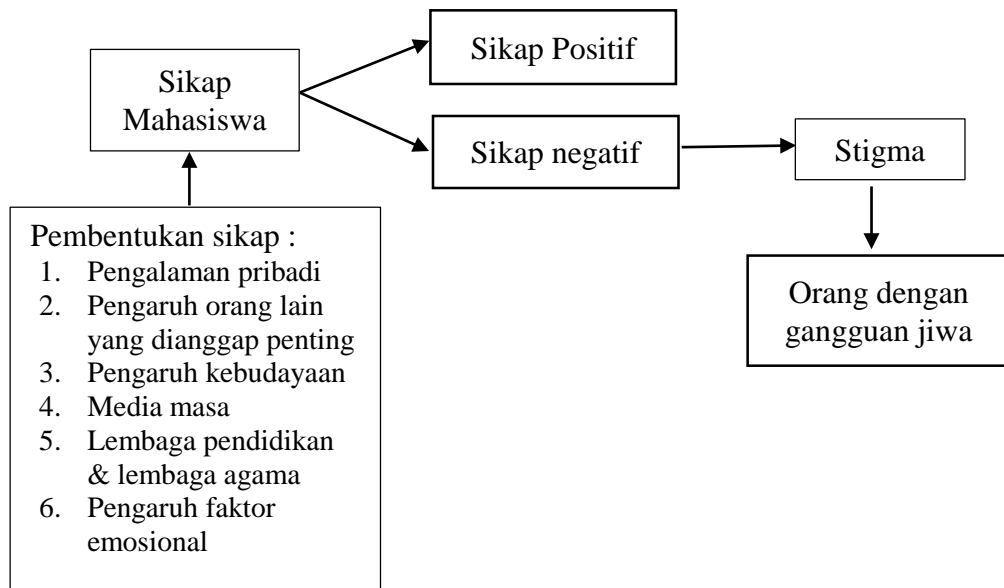 Sikap Positif
Sikap
Mahasiswa
Sikap negatif
Stigma
Orang dengan
gangguan jiwa
Pembentukan sikap :
1. Pengalaman pribadi
2. Pengaruh orang lain
yang dianggap penting
3. Pengaruh kebudayaan
4. Media masa
5. Lembaga pendidikan
& lembaga agama
6. Pengaruh faktor
emosional